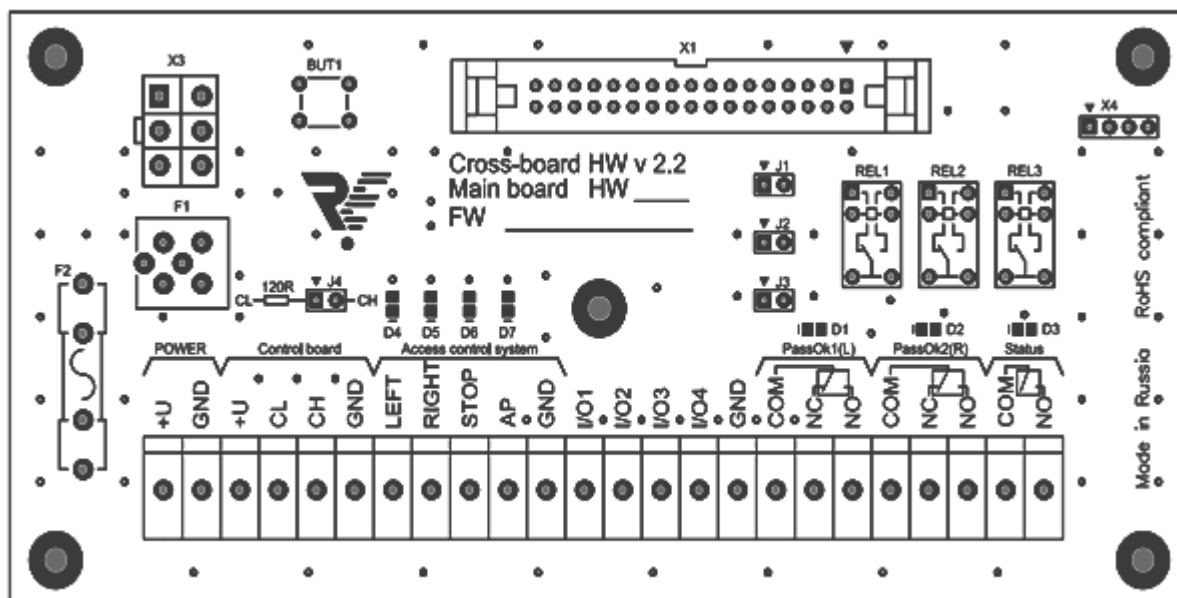 X1
X3
BUT1
X4
Cross-board HW v 2.2
Main board HW ____
FW ______________
J1
REL1 REL2 REL3
F1
J2
F2
120R J4
CL CH
J3
D4 D5 D6 D7
I D1 I D2 I D3
POWER Control board Access control system PassOk1(L) PassOk2(R) Status
+U GND +U CL CH GND LEFT RIGHT STOP AP GND I/O1 I/O2 I/O3 I/O4 GND COM NC NO COM NC NO COM NO
Mode in Russia RoHS compliant